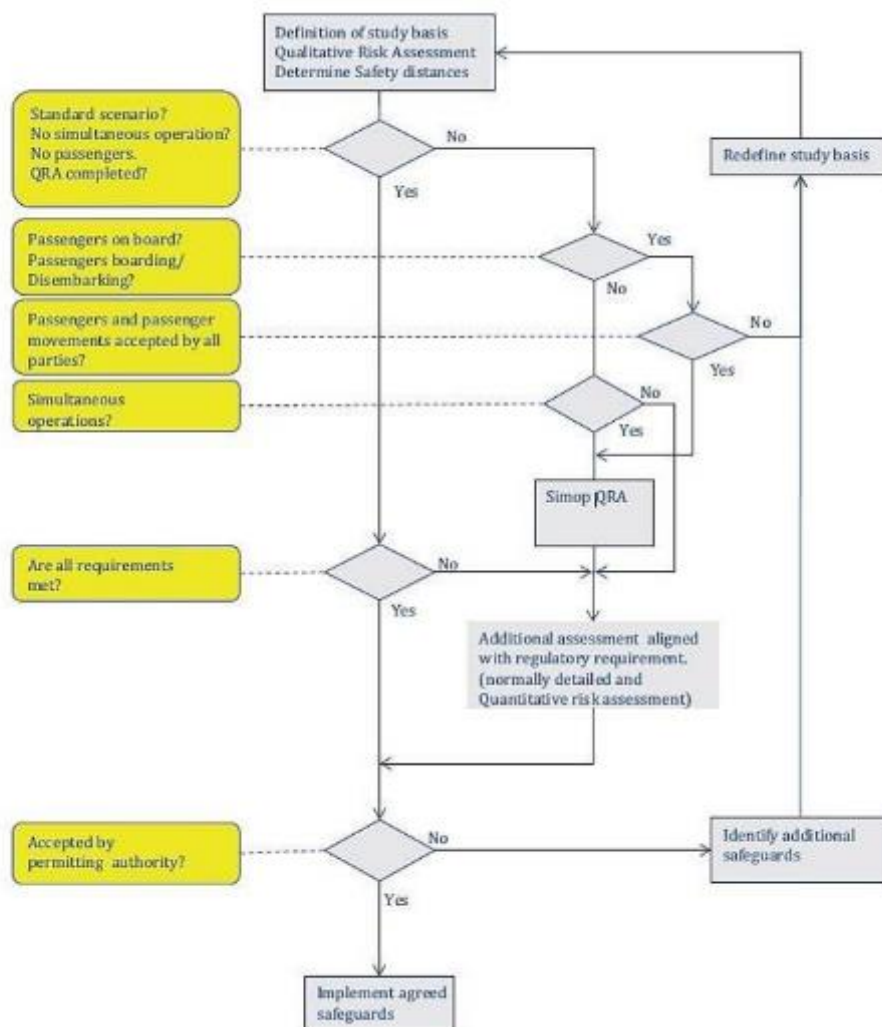 Definition of study basis
Qualitative Risk Assessment
Determine Safety distances
Standard scenario?
No simultaneous operation?
No passengers.
QRA completed?
No
Yes
Redefine study basis
Passengers on board?
Passengers boarding/
Disembarking?
Yes
No
Passengers and passenger
movements accepted by all
parties?
No
Yes
Simultaneous
operations?
No
Yes
Simop QRA
Are all requirements
met?
No
Yes
Additional assessment aligned
with regulatory requirement.
(normally detailed and
Quantitative risk assessment)
Accepted by
permitting authority?
No
Yes
Identify additional
safeguards
Implement agreed
safeguards